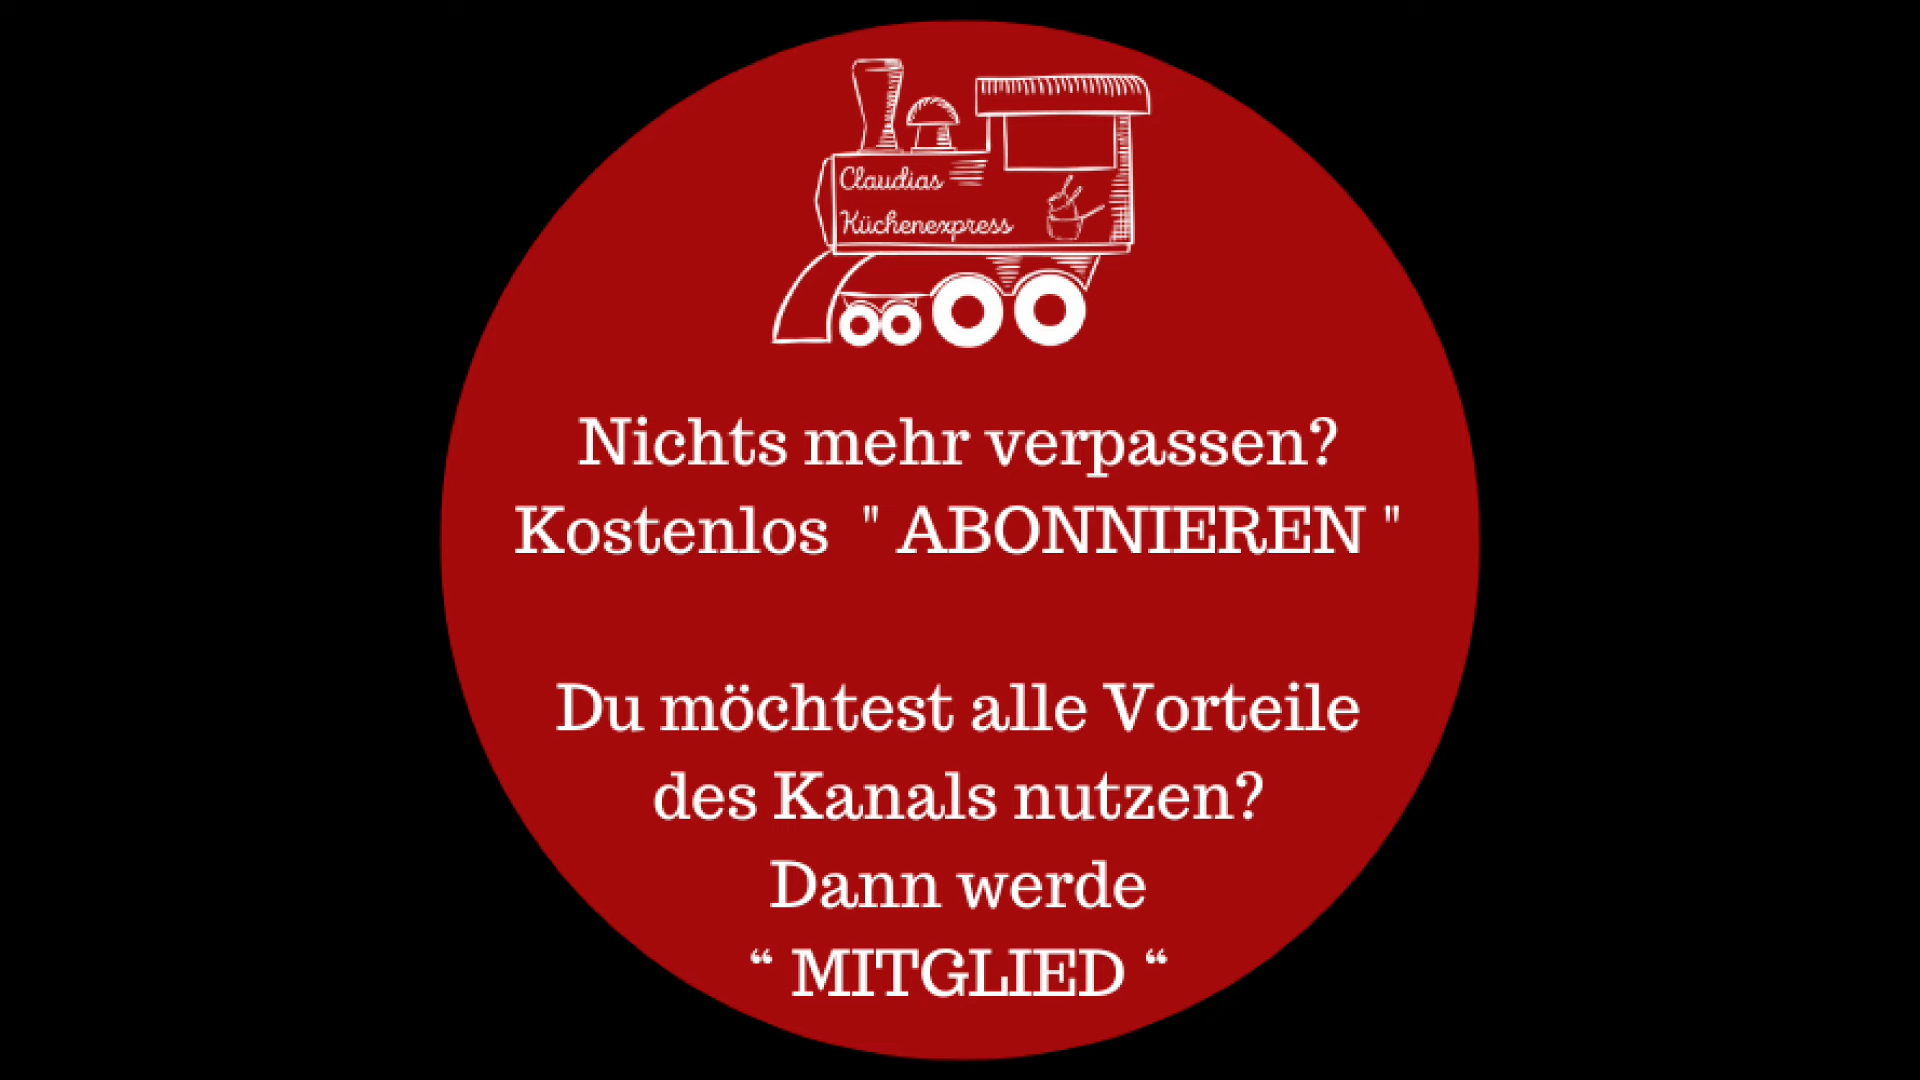 Claudias
Küchenexpress
Nichts mehr verpassen?
Kostenlos " ABONNIEREN "
Du möchtest alle Vorteile
des Kanals nutzen?
Dann werde
“ MITGLIED “